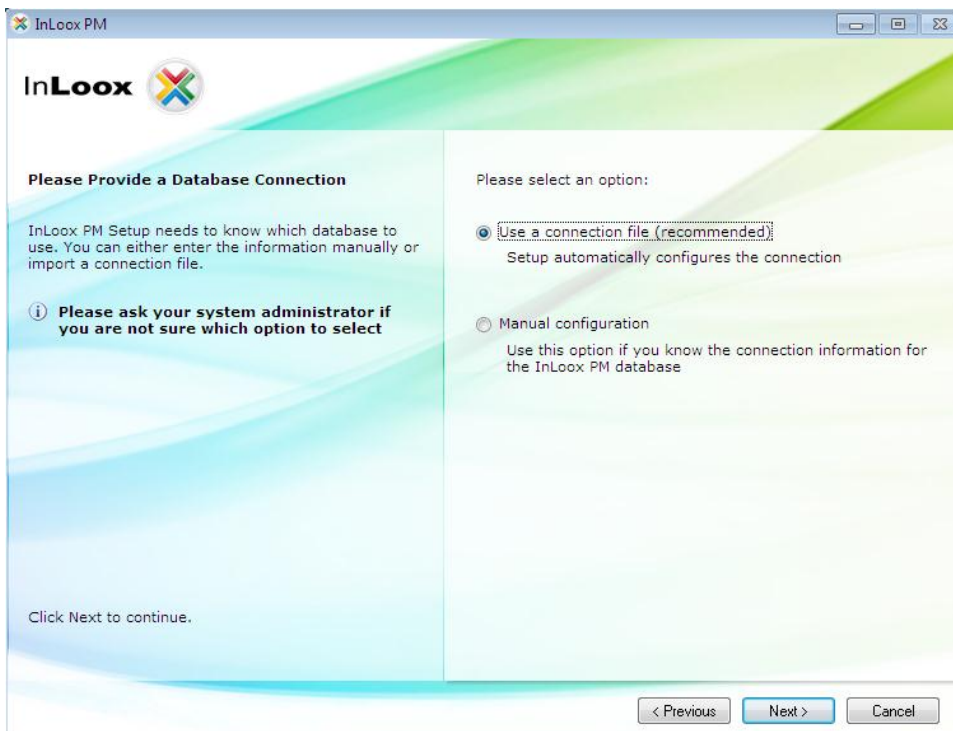 InLoox PM
InLoox
Please Provide a Database Connection
InLoox PM Setup needs to know which database to
use. You can either enter the information manually or
import a connection file.
Please ask your system administrator if
you are not sure which option to select
Click Next to continue.
Please select an option:
Use a connection file (recommended)
Setup automatically configures the connection
Manual configuration
Use this option if you know the connection information for
the InLoox PM database
< Previous
Next >
Cancel